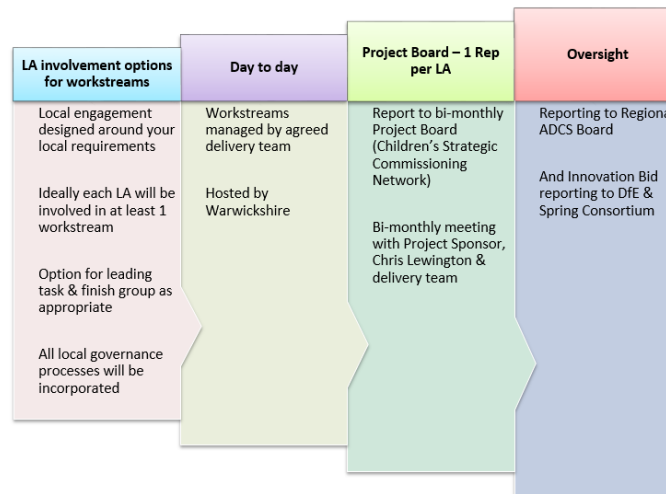 LA involvement options
for workstreams
Local engagement
designed around your
local requirements
Ideally each LA will be
involved in at least 1
workstream
Option for leading
task & finish group as
appropriate
All local governance
processes will be
incorporated
Day to day
Workstreams
managed by agreed
delivery team
Hosted by
Warwickshire
Project Board – 1 Rep
per LA
Report to bi-monthly
Project Board
(Children's Strategic
Commissioning
Network)
Bi-monthly meeting
with Project Sponsor,
Chris Lewington &
delivery team
Oversight
Reporting to
ADCS Board
And Innovation Bid
reporting to DfE &
Spring Consortium